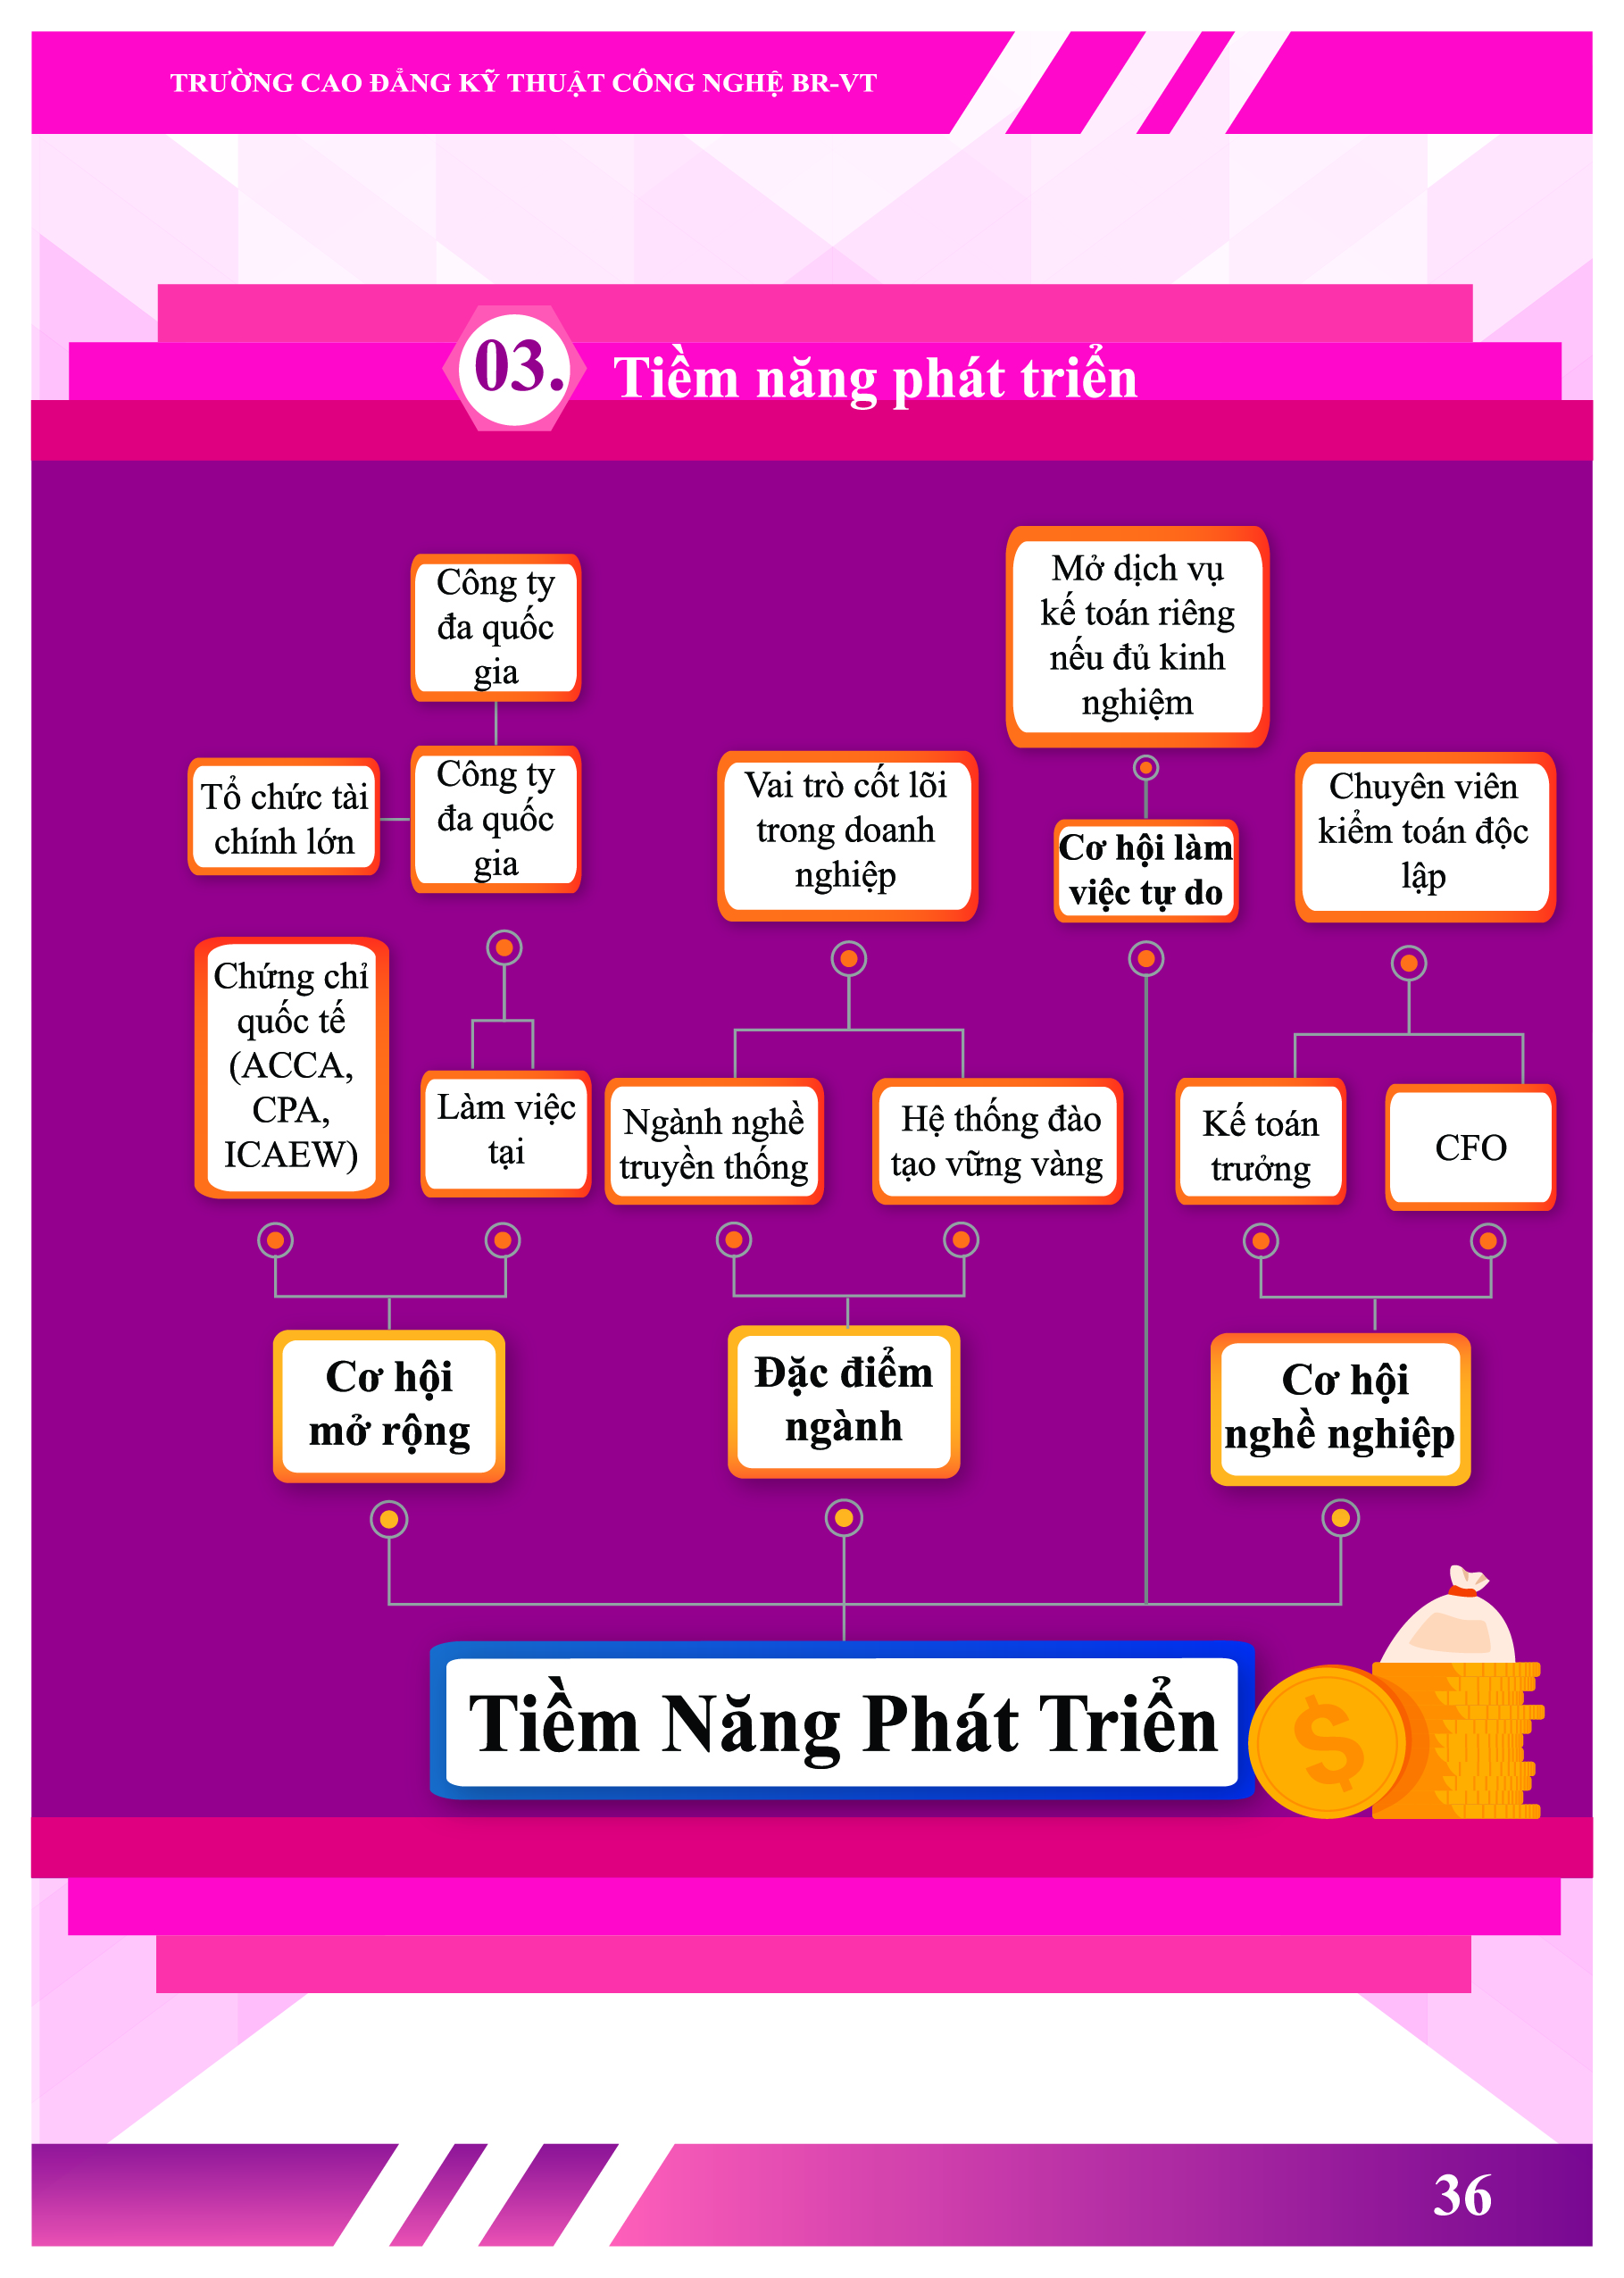 TRƯỜNG CAO ĐẲNG KỸ THUẬT CÔNG NGHỆ BR-VT
03.
Tiềm năng phát triển
Công ty
đa quốc
gia
Mở dịch vụ
kế toán riêng
nếu đủ kinh
nghiệm
Tổ chức tài
chính lớn
Công ty
đa quốc
gia
Vai trò cốt lõi
trong doanh
nghiệp
Cơ hội làm
việc tự do
Chuyên viên
kiểm toán độc
lập
Chứng chỉ
quốc tế
(ACCA,
CPA,
ICAEW)
Làm việc
tại
Ngành nghề
truyền thống
Hệ thống đào
tạo vững vàng
Kế toán
trưởng
CFO
Cơ hội
mở rộng
Đặc điểm
ngành
Cơ hội
nghề nghiệp
Tiềm Năng Phát Triển
$
36